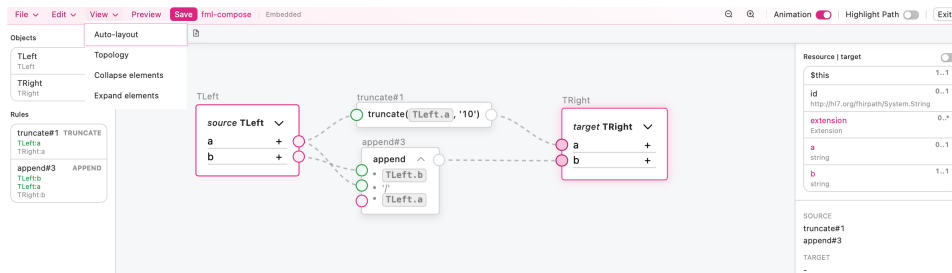 File Edit View Preview Save fml-compose Embedded Animation Highlight Path Exit
Auto-layout
Topology
Collapse elements
Expand elements
Objects
TLeft
TLeft
TRight
TRight
Rules
truncate#1 TRUNCATE
TLeft:a
TRight:a
append#3 APPEND
TLeft:b
TLeft:a
TRight:b
TLeft
source TLeft
a +
b +
truncate#1
truncate( TLeft.a , '10')
append#3
append
• TLeft.b
• '/'
• TLeft.a
TRight
target TRight
a +
b +
Resource | target
$this 1..1
id 0..1
http://hl7.org/fhirpath/System.String
extension 0..*
Extension
a 0..1
string
b 1..1
string
SOURCE
truncate#1
append#3
TARGET